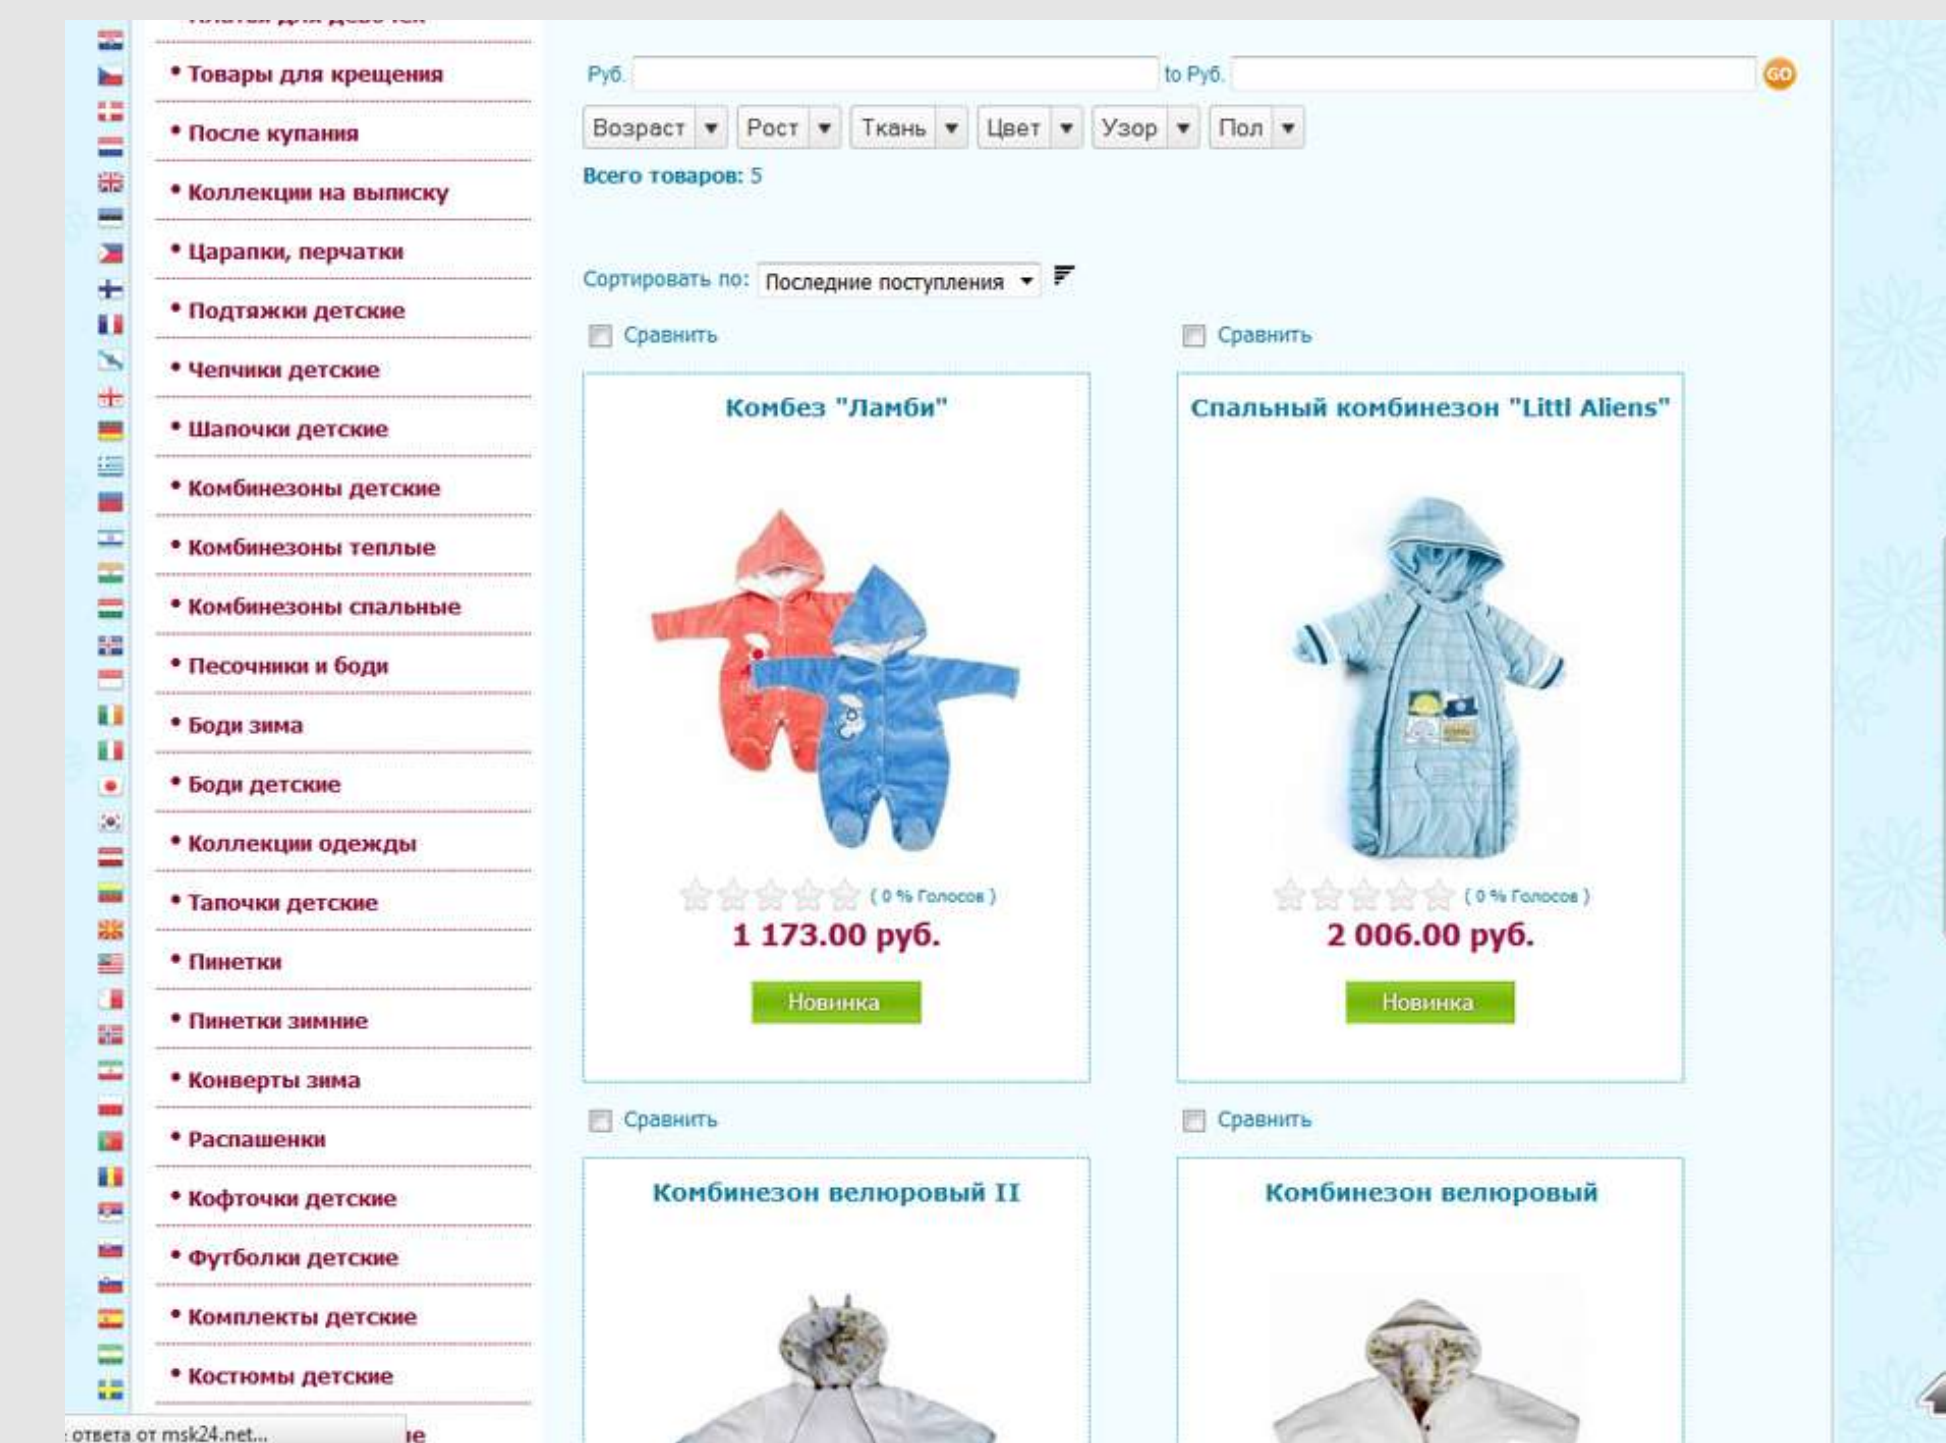 Товары для крещения
После купания
Коллекции на выписку
Царапки, перчатки
Подтяжки детские
Чепчики детские
Шапочки детские
Комбинезоны детские
Комбинезоны теплые
Комбинезоны спальные
Песочники и боди
Боди зима
Боди детские
Коллекции одежды
Тапочки детские
Пинетки
Пинетки зимние
Конверты зима
Распашенки
Кофточки детские
Футболки детские
Комплекты детские
Костюмы детские
ответа от msk24.net...
Руб. to Руб. GO
Возраст Рост Ткань Цвет Узор Пол
Всего товаров: 5
Сортировать по: Последние поступления
Сравнить
Комбез "Ламби"
( 0 % Голосов )
1 173.00 руб.
Новинка
Сравнить
Спальный комбинезон "Littl Aliens"
( 0 % Голосов )
2 006.00 руб.
Новинка
Сравнить
Комбинезон велюровый II
Сравнить
Комбинезон велюровый